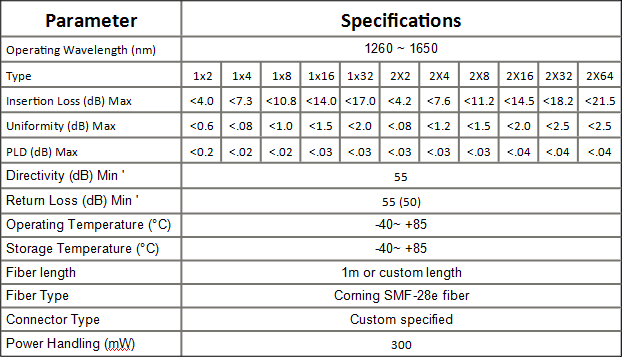 Parameter Specifications
Operating Wavelength (nm) 1260 ~ 1650
Type 1x2 1x4 1x8 1x16 1x32 2X2 2X4 2X8 2X16 2X32 2X64
Insertion Loss (dB) Max <4.0 <7.3 <10.8 <14.0 <17.0 <4.2 <7.6 <11.2 <14.5 <18.2 <21.5
Uniformity (dB) Max <0.6 <.08 <1.0 <1.5 <2.0 <.08 <1.2 <1.5 <2.0 <2.5 <2.5
PLD (dB) Max <0.2 <.02 <.02 <.03 <.03 <.03 <.03 <.03 <.04 <.04 <.04
Directivity (dB) Min ' 55
Return Loss (dB) Min ' 55 (50)
Operating Temperature (°C) -40~ +85
Storage Temperature (°C) -40~ +85
Fiber length 1m or custom length
Fiber Type Corning SMF-28e fiber
Connector Type Custom specified
Power Handling (mW) 300